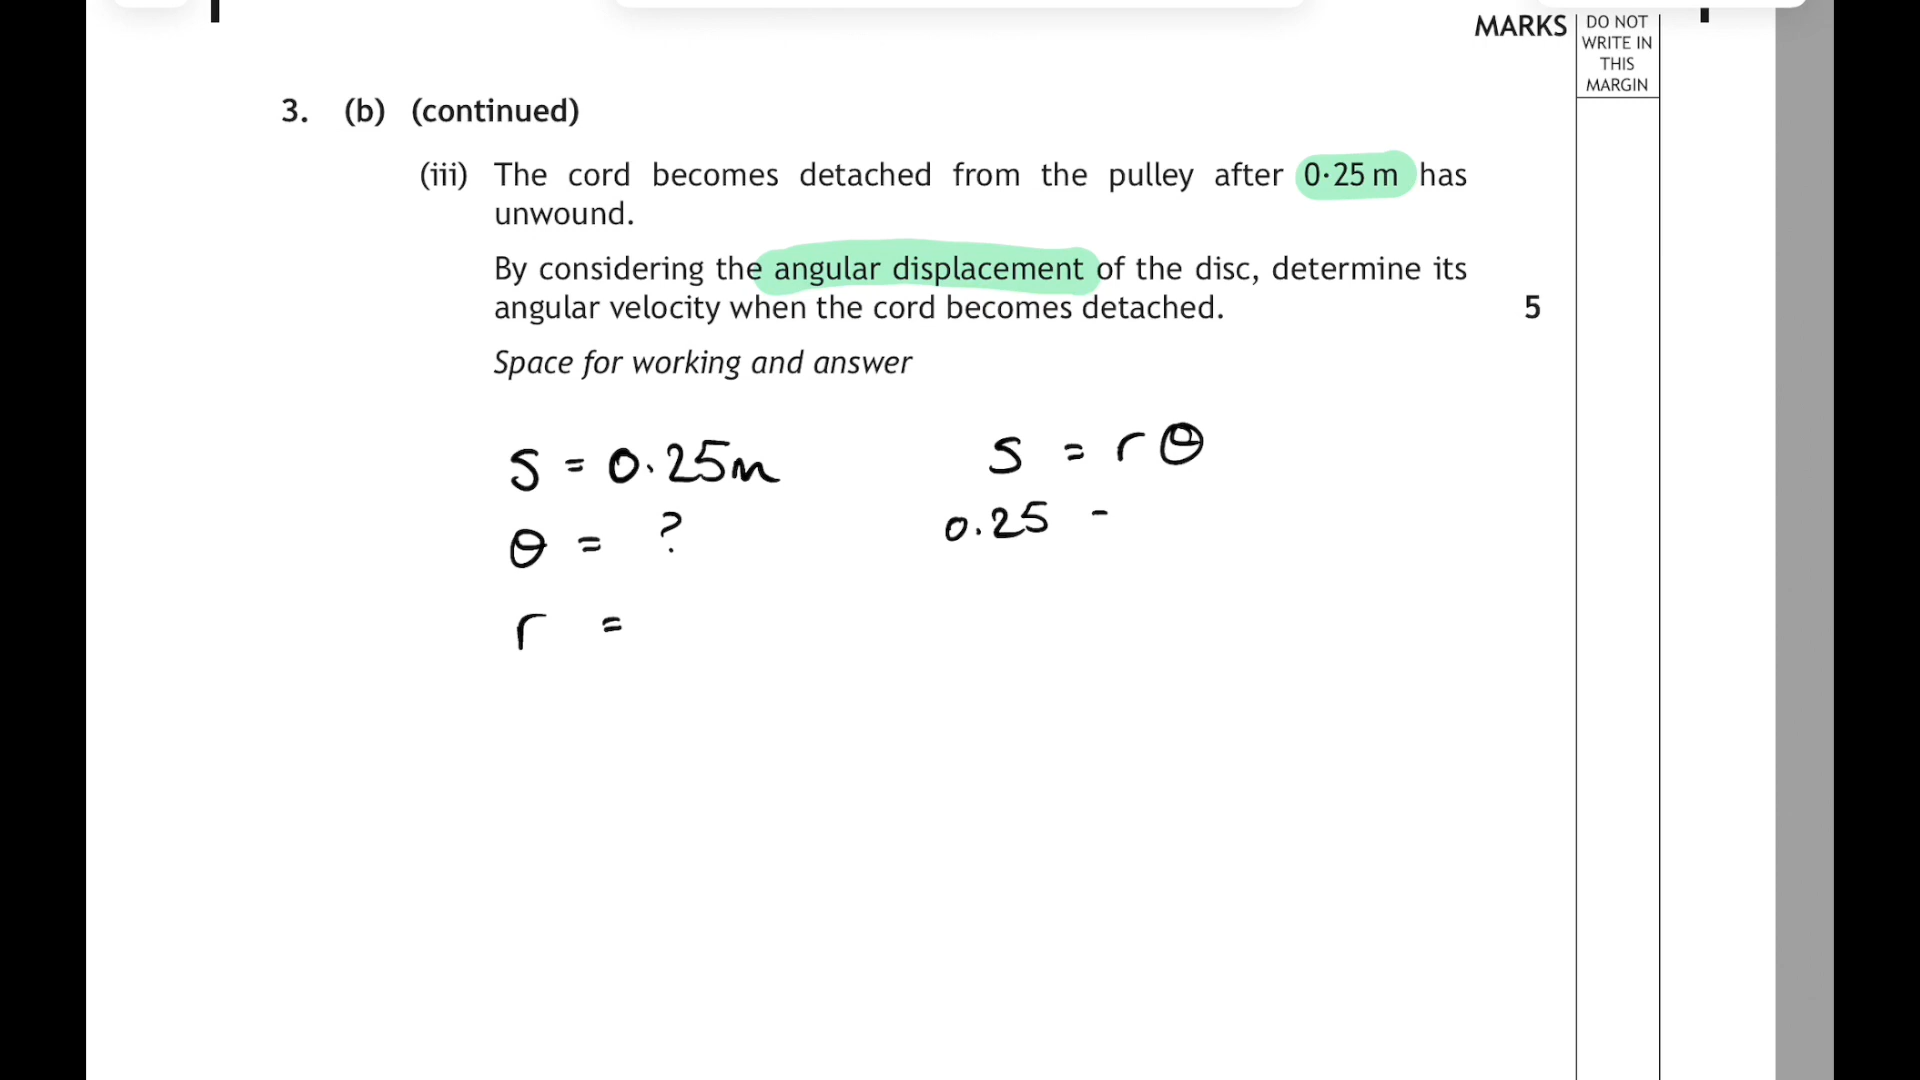 MARKS
DO NOT
WRITE IN
THIS
MARGIN
3. (b) (continued)
(iii) The cord becomes detached from the pulley after 0·25 m has
unwound.
By considering the angular displacement of the disc, determine its
angular velocity when the cord becomes detached.
5
Space for working and answer
s = 0.25m
θ = ?
r =
s = rθ
0.25 -